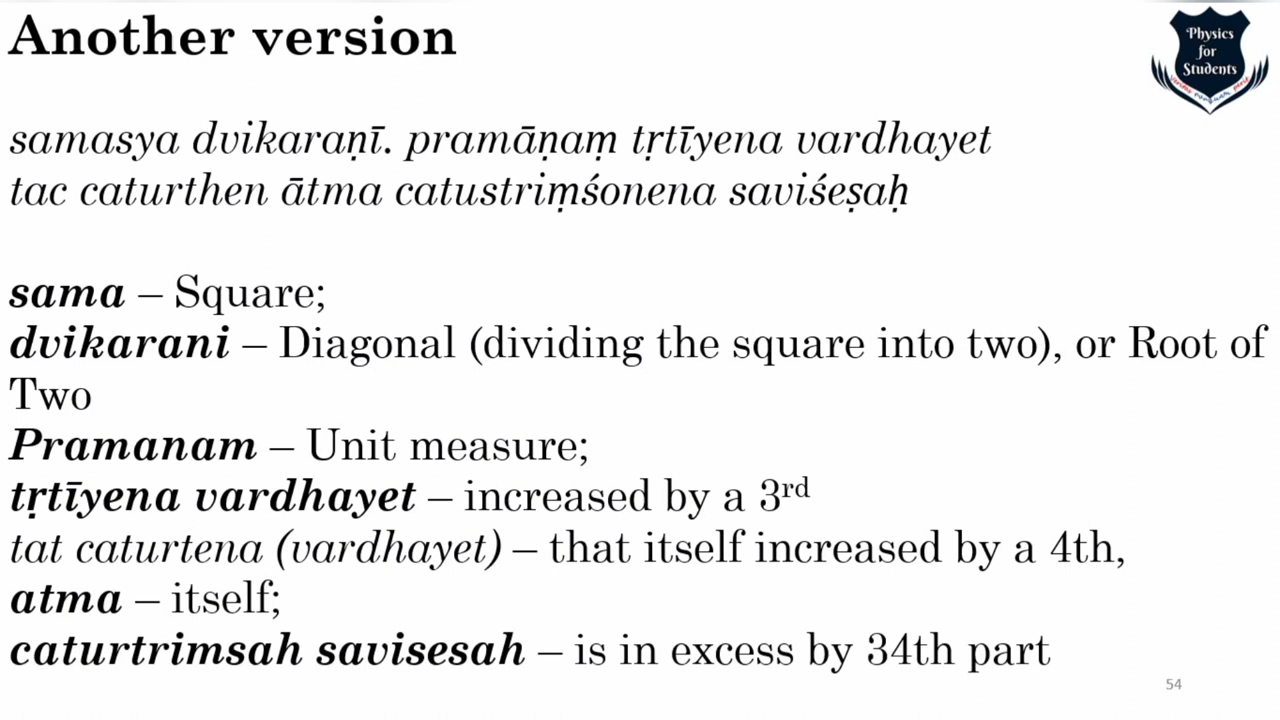 Another version
Physics
for
Students
samasya dvikaraṇī. pramāṇaṃ tṛtīyena vardhayet
tac caturthen ātma catustriṃśonena saviśeṣaḥ
sama – Square;
dvikarani – Diagonal (dividing the square into two), or Root of
Two
Pramanam – Unit measure;
tṛtīyena vardhayet – increased by a 3rd
tat caturtena (vardhayet) – that itself increased by a 4th,
atma – itself;
caturtrimsah savisesah – is in excess by 34th part
54